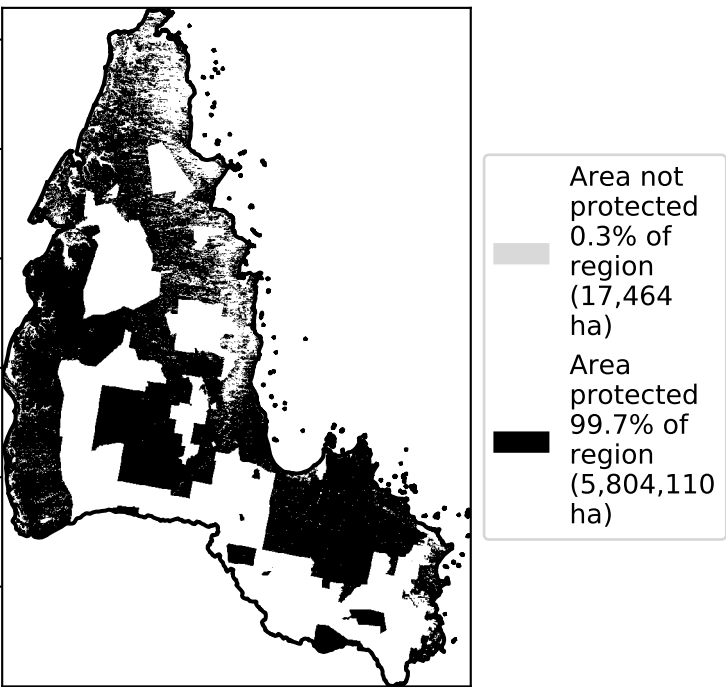 Area not
protected
0.3% of
region
(17,464
ha)
Area
protected
99.7% of
region
(5,804,110
ha)